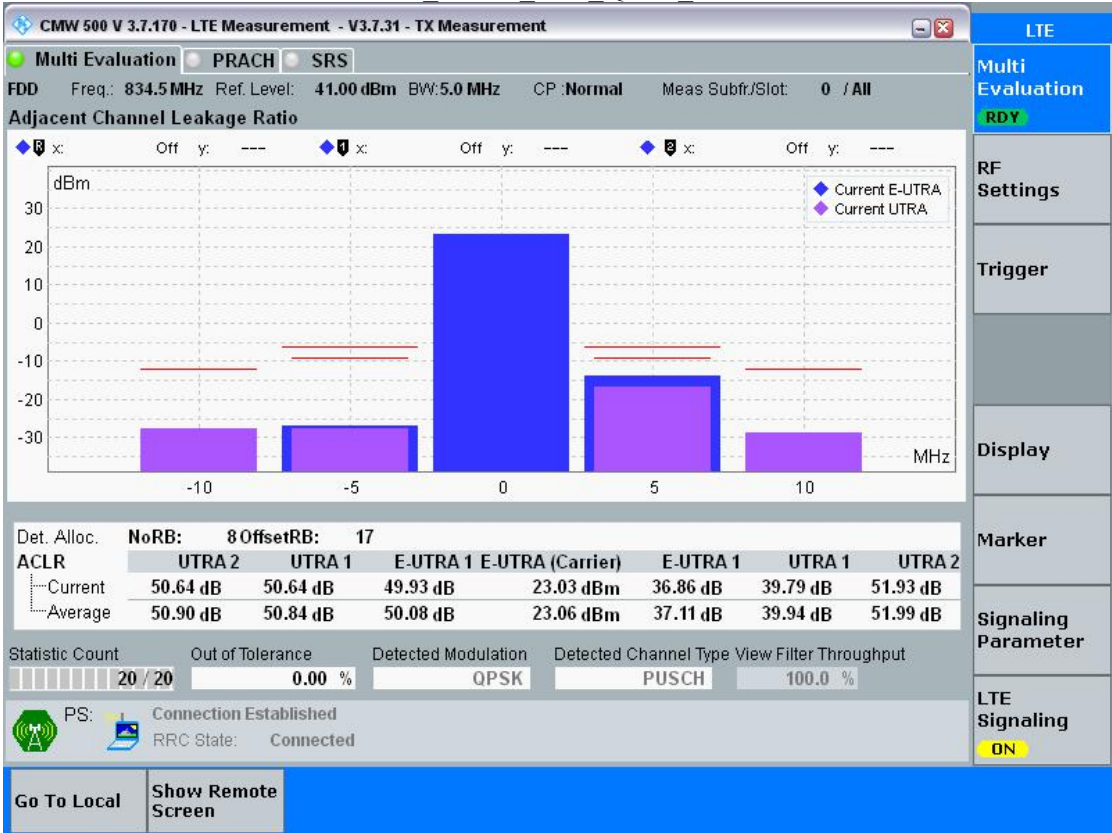 CMW 500 V 3.7.170 - LTE Measurement - V3.7.31 - TX Measurement
LTE
Multi Evaluation PRACH SRS
FDD Freq.: 834.5 MHz Ref. Level: 41.00 dBm BW:5.0 MHz CP :Normal Meas Subfr./Slot: 0 / All
Adjacent Channel Leakage Ratio
R x: Off y: --- 1 x: Off y: --- 2 x: Off y: ---
dBm
Current E-UTRA
Current UTRA
30
20
10
0
-10
-20
-30
MHz
-10 -5 0 5 10
Det. Alloc. NoRB: 8 OffsetRB: 17
ACLR UTRA 2 UTRA 1 E-UTRA 1 E-UTRA (Carrier) E-UTRA 1 UTRA 1 UTRA 2
Current 50.64 dB 50.64 dB 49.93 dB 23.03 dBm 36.86 dB 39.79 dB 51.93 dB
Average 50.90 dB 50.84 dB 50.08 dB 23.06 dBm 37.11 dB 39.94 dB 51.99 dB
Statistic Count Out of Tolerance Detected Modulation Detected Channel Type View Filter Throughput
20 / 20 0.00 % QPSK PUSCH 100.0 %
PS: Connection Established
RRC State: Connected
Multi
Evaluation
RDY
RF
Settings
Trigger
Display
Marker
Signaling
Parameter
LTE
Signaling
ON
Go To Local
Show Remote
Screen